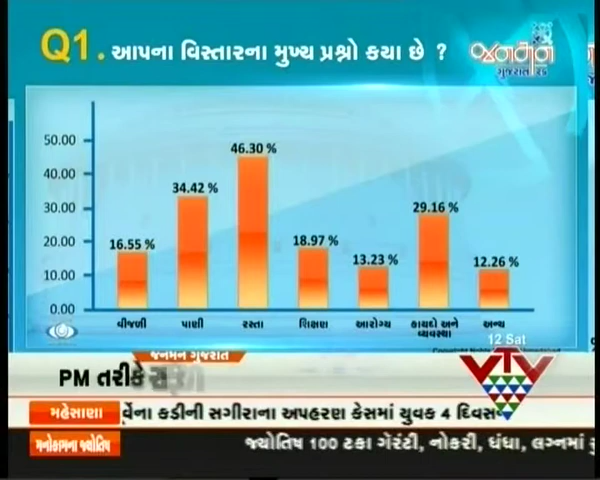 Q1. આપના વિસ્તારના મુખ્ય પ્રશ્નો કયા છે ?
જનમન
ગુજરાત
50.00
40.00
30.00
20.00
10.00
0.00
16.55 %
34.42 %
46.30 %
18.97 %
13.23 %
29.16 %
12.26 %
વીજળી
પાણી
રસ્તા
શિક્ષણ
આરોગ્ય
કાયદો અને
વ્યવસ્થા
અન્ય
12 Sat
VTV
જનમન ગુજરાત
PM તરીકે
મહેસાણા
ર્વેના કડીની સગીરાના અપહરણ કેસમાં યુવક 4 દિવસ
મનોકામના જ્યોતિષ
જ્યોતિષ 100 ટકા ગેરંટી, નોકરી, ધંધા, લગ્નમાં